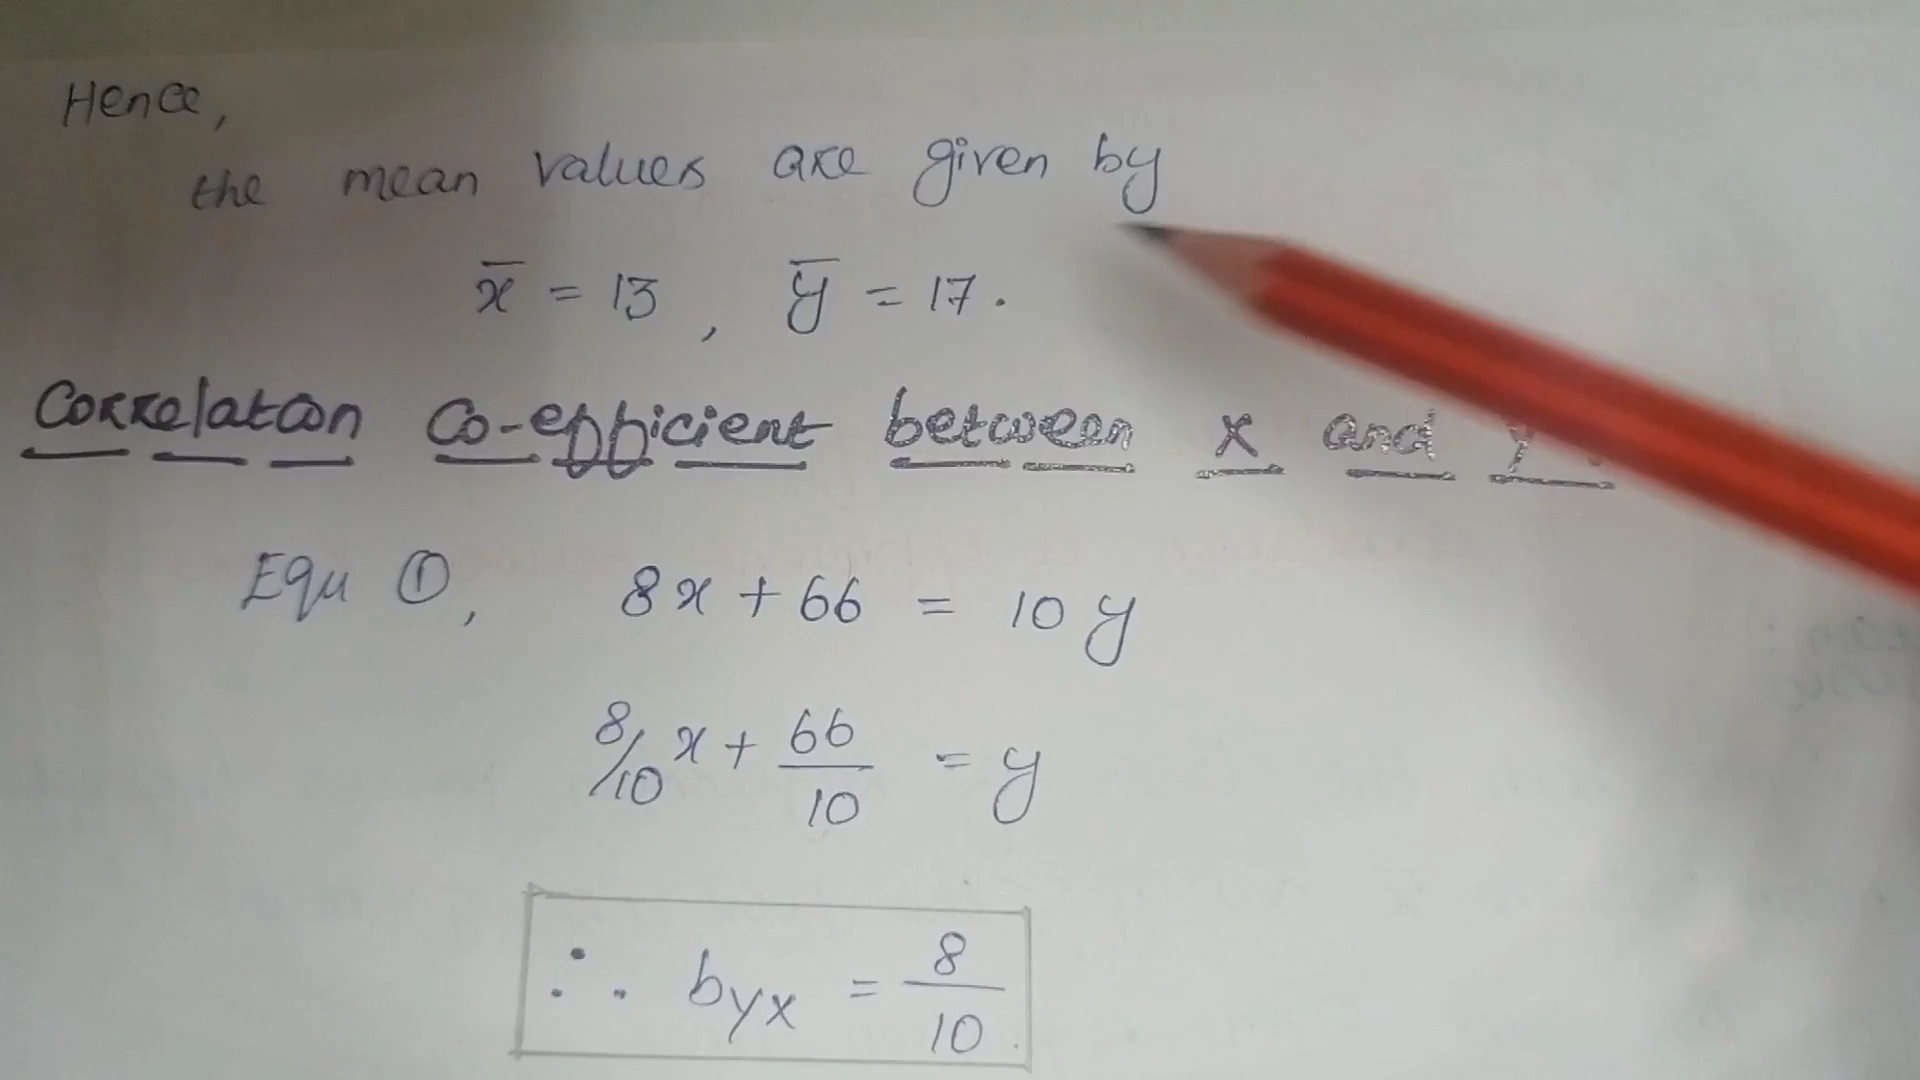 Hence,
the mean values are given by
x̄ = 13 , ȳ = 17.
Correlation Co-efficient between x and y:
Equ ①, 8x + 66 = 10y
8/10 x + 66/10 = y
∴ byx = 8/10.